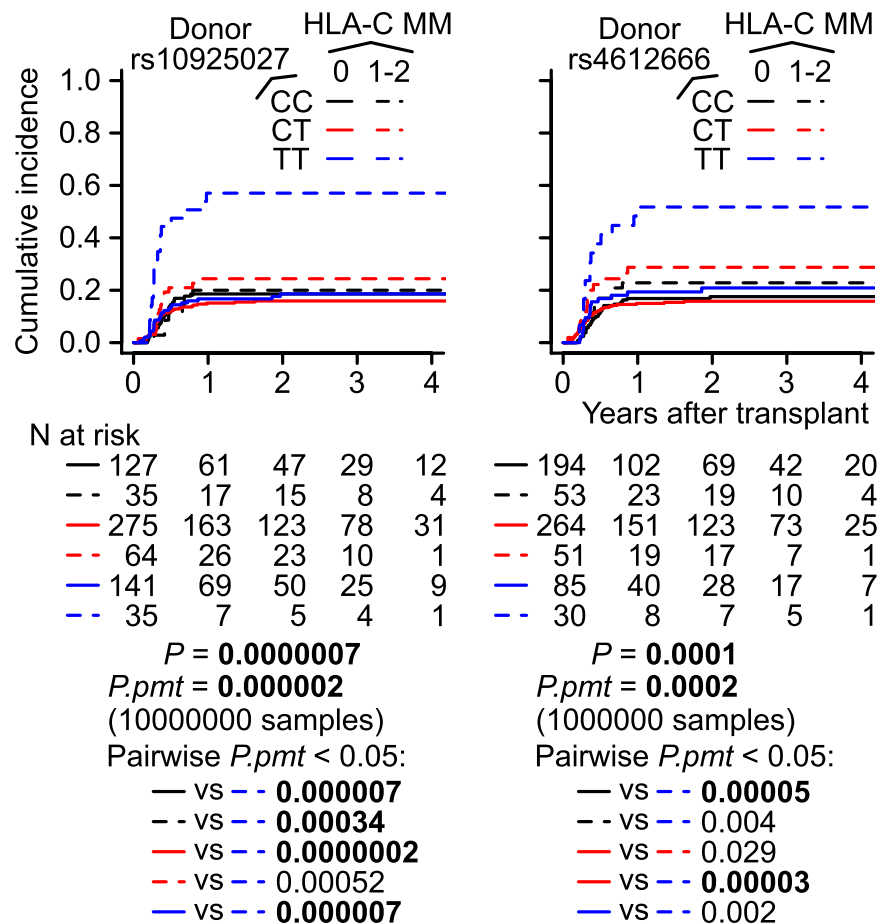 Donor
rs10925027
HLA-C MM
0 1-2
CC
CT
TT
Cumulative incidence
1.0
0.8
0.6
0.4
0.2
0.0
0 1 2 3 4
Donor
rs4612666
HLA-C MM
0 1-2
CC
CT
TT
0 1 2 3 4
Years after transplant
N at risk
127 61 47 29 12
35 17 15 8 4
275 163 123 78 31
64 26 23 10 1
141 69 50 25 9
35 7 5 4 1
194 102 69 42 20
53 23 19 10 4
264 151 123 73 25
51 19 17 7 1
85 40 28 17 7
30 8 7 5 1
P = 0.0000007
P.pmt = 0.000002
(10000000 samples)
Pairwise P.pmt < 0.05:
vs 0.000007
vs 0.00034
vs 0.0000002
vs 0.00052
vs 0.000007
P = 0.0001
P.pmt = 0.0002
(1000000 samples)
Pairwise P.pmt < 0.05:
vs 0.00005
vs 0.004
vs 0.029
vs 0.00003
vs 0.002